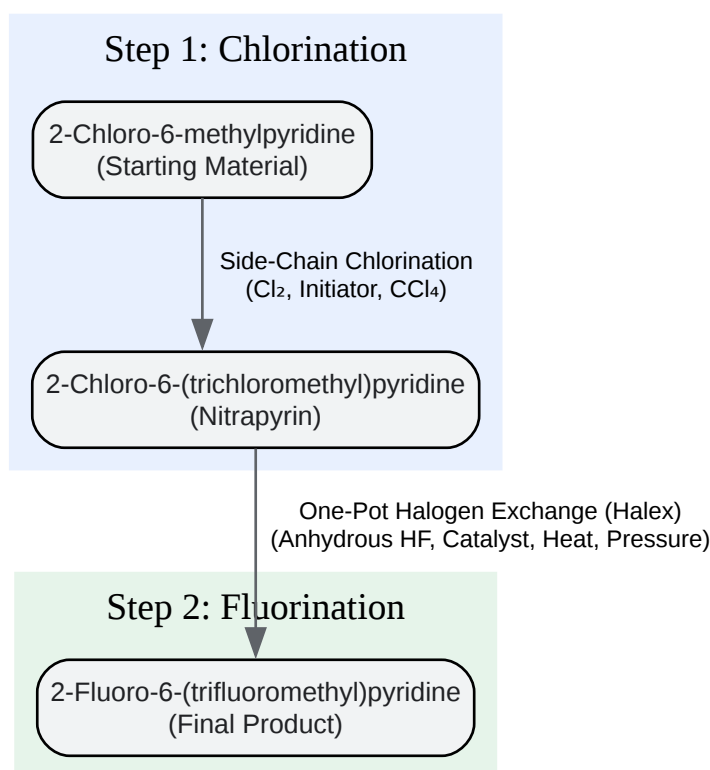 Step 1: Chlorination
2-Chloro-6-methylpyridine
(Starting Material)
Side-Chain Chlorination
(Cl₂, Initiator, CCl₄)
2-Chloro-6-(trichloromethyl)pyridine
(Nitrapyrin)
One-Pot Halogen Exchange (Halex)
(Anhydrous HF, Catalyst, Heat, Pressure)
Step 2: Fluorination
2-Fluoro-6-(trifluoromethyl)pyridine
(Final Product)